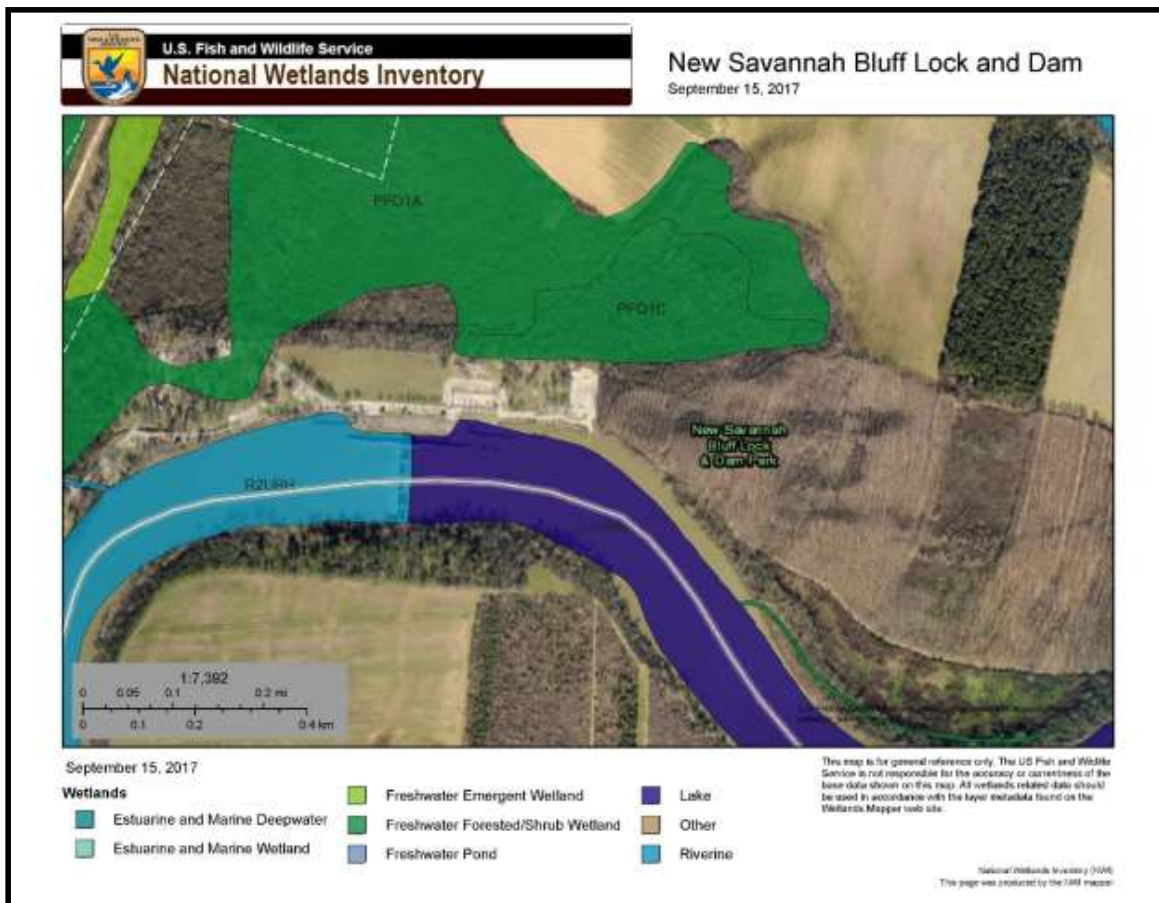 U.S. Fish and Wildlife Service
National Wetlands Inventory
New Savannah Bluff Lock and Dam
September 15, 2017
PFO1A
PFO1C
New Savannah
Bluff Lock
& Dam Park
R2UBH
1:7,392
0 0.05 0.1 0.2 mi
0 0.1 0.2 0.4 km
September 15, 2017
Wetlands
Estuarine and Marine Deepwater
Estuarine and Marine Wetland
Freshwater Emergent Wetland
Freshwater Forested/Shrub Wetland
Freshwater Pond
Lake
Other
Riverine
This map is for general reference only. The US Fish and Wildlife
Service is not responsible for the accuracy or currentness of the
base data shown on this map. All wetlands related data should
be used in accordance with the layer metadata found on the
Wetlands Mapper web site.
National Wetlands Inventory (NWI)
This page was produced by the NWI mapper